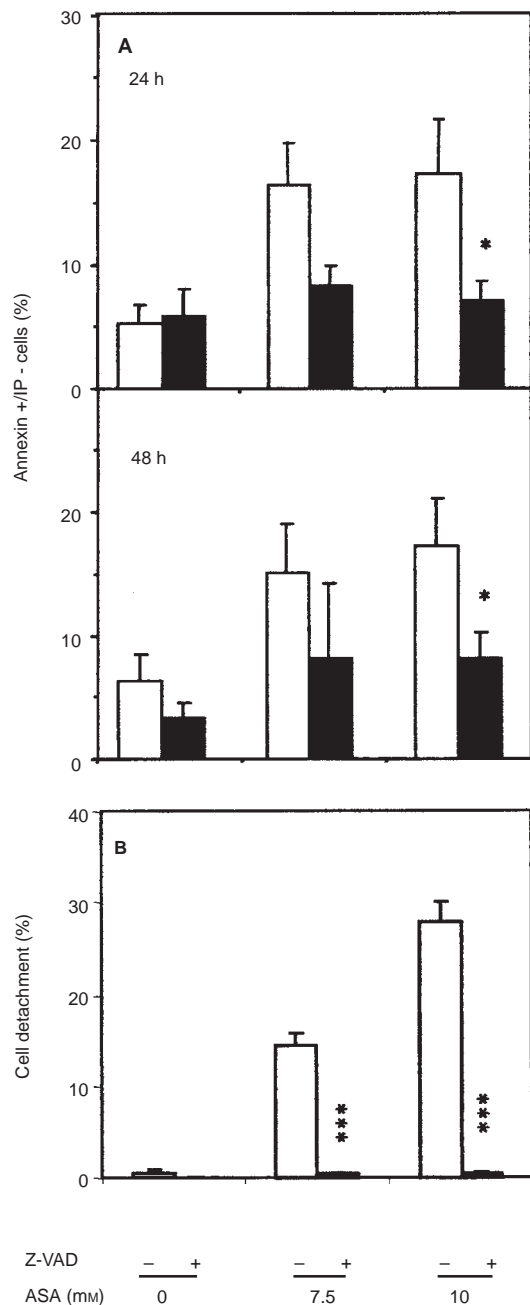 30
A
24 h
20
10
*
0
Annexin +/IP - cells (%)
48 h
20
10
*
0
40
B
30
20
Cell detachment (%)
10
***
***
0
Z-VAD – + – + – +
ASA (mM) 0 7.5 10